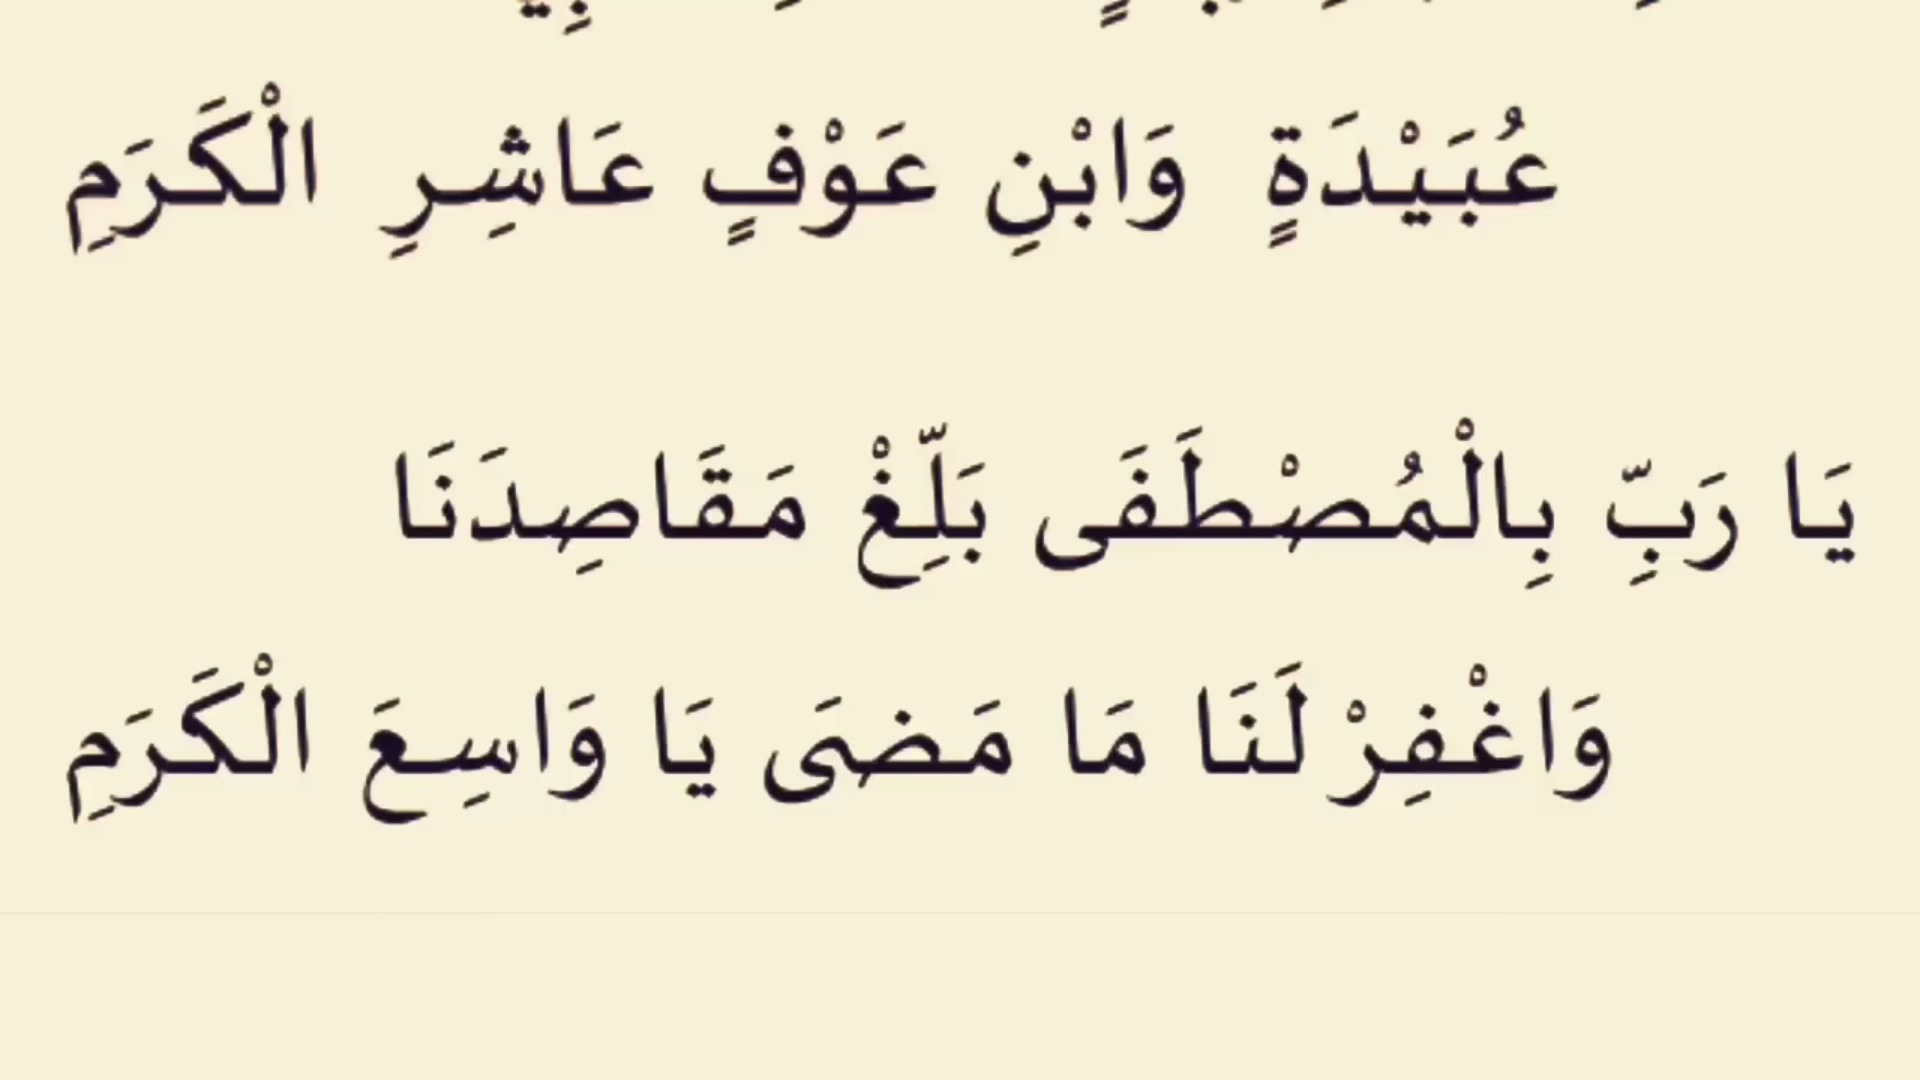 عُبَيْدَةٍ وَابْنِ عَوْفٍ عَاشِرِ الْكَرَمِ
يَا رَبِّ بِالْمُصْطَفَى بَلِّغْ مَقَاصِدَنَا
وَاغْفِرْ لَنَا مَا مَضَى يَا وَاسِعَ الْكَرَمِ